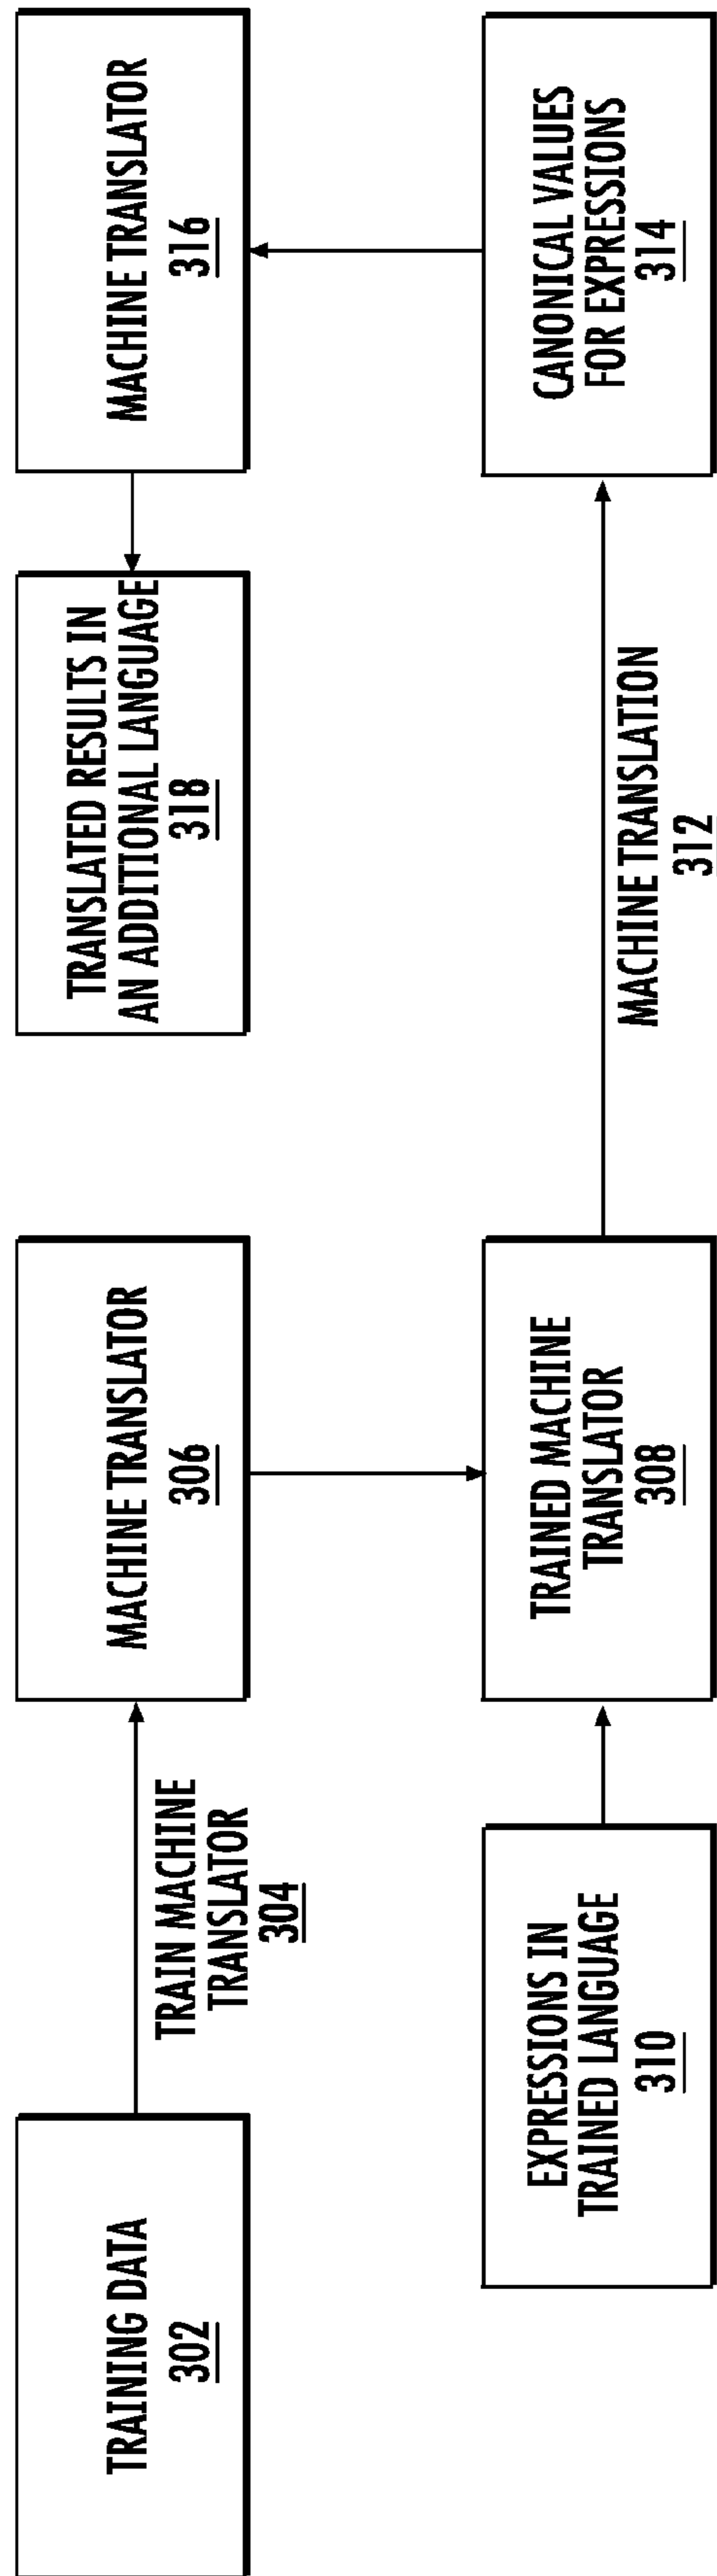 TRAINING DATA
302
TRAIN MACHINE
TRANSLATOR
304
MACHINE TRANSLATOR
306
TRANSLATED RESULTS IN
AN ADDITIONAL LANGUAGE
318
MACHINE TRANSLATOR
316
EXPRESSIONS IN
TRAINED LANGUAGE
310
TRAINED MACHINE
TRANSLATOR
308
MACHINE TRANSLATION
312
CANONICAL VALUES
FOR EXPRESSIONS
314